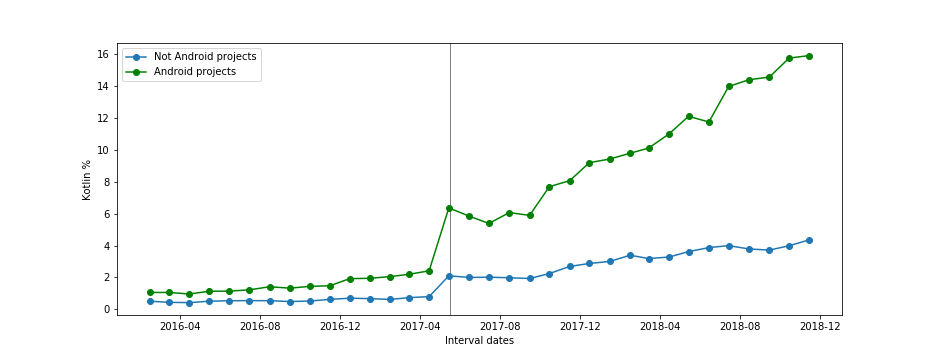 Not Android projects
Android projects
Kotlin %
16
14
12
10
8
6
4
2
0
2016-04 2016-08 2016-12 2017-04 2017-08 2017-12 2018-04 2018-08 2018-12
Interval dates